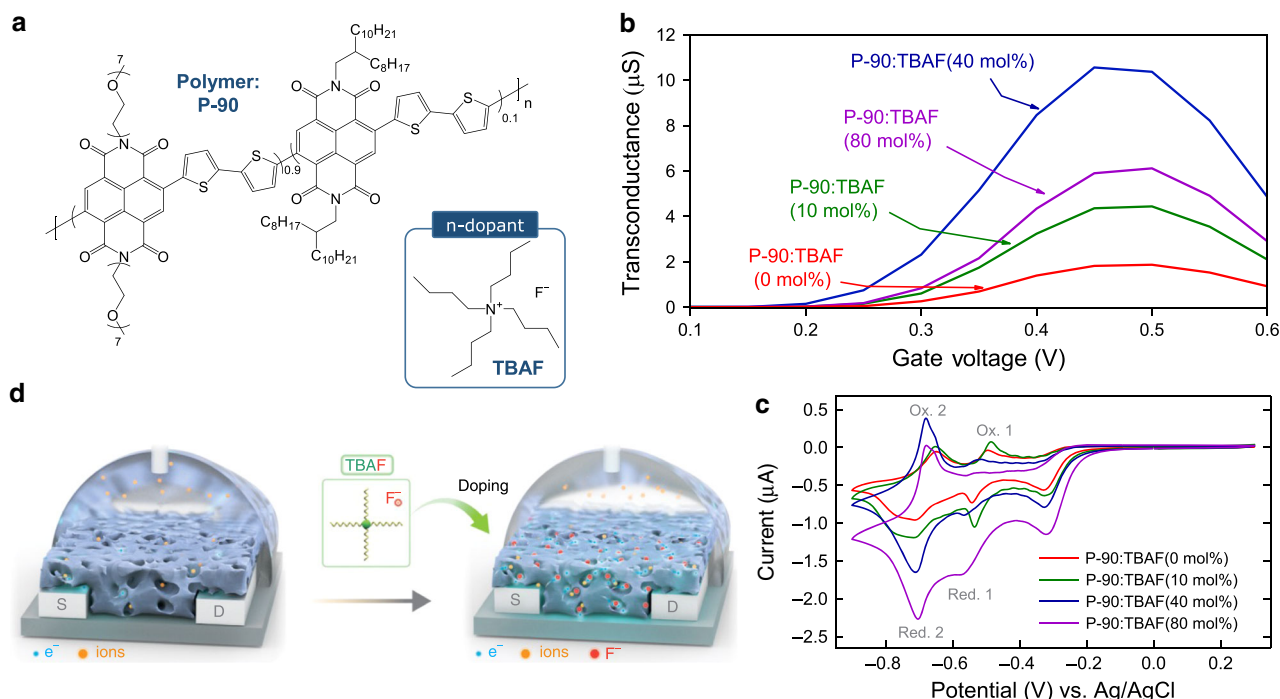 a
Polymer:
P-90
7
O
N
O
O
O
O
N
O
7
S
S
0.9
C10H21
C8H17
O
N
O
O
N
O
C8H17
C10H21
S
S
0.1
n
n-dopant
N+
F−
TBAF
b
Transconductance (µS)
12
10
8
6
4
2
0
P-90:TBAF(40 mol%)
P-90:TBAF
(80 mol%)
P-90:TBAF
(10 mol%)
P-90:TBAF
(0 mol%)
0.1
0.2
0.3
0.4
0.5
0.6
Gate voltage (V)
d
S
D
e− ions
TBAF
F−
Doping
S
D
e− ions F−
c
Current (µA)
0.5
0.0
−0.5
−1.0
−1.5
−2.0
−2.5
Ox. 2
Ox. 1
Red. 1
Red. 2
P-90:TBAF(0 mol%)
P-90:TBAF(10 mol%)
P-90:TBAF(40 mol%)
P-90:TBAF(80 mol%)
−0.8
−0.6
−0.4
−0.2
0.0
0.2
Potential (V) vs. Ag/AgCl